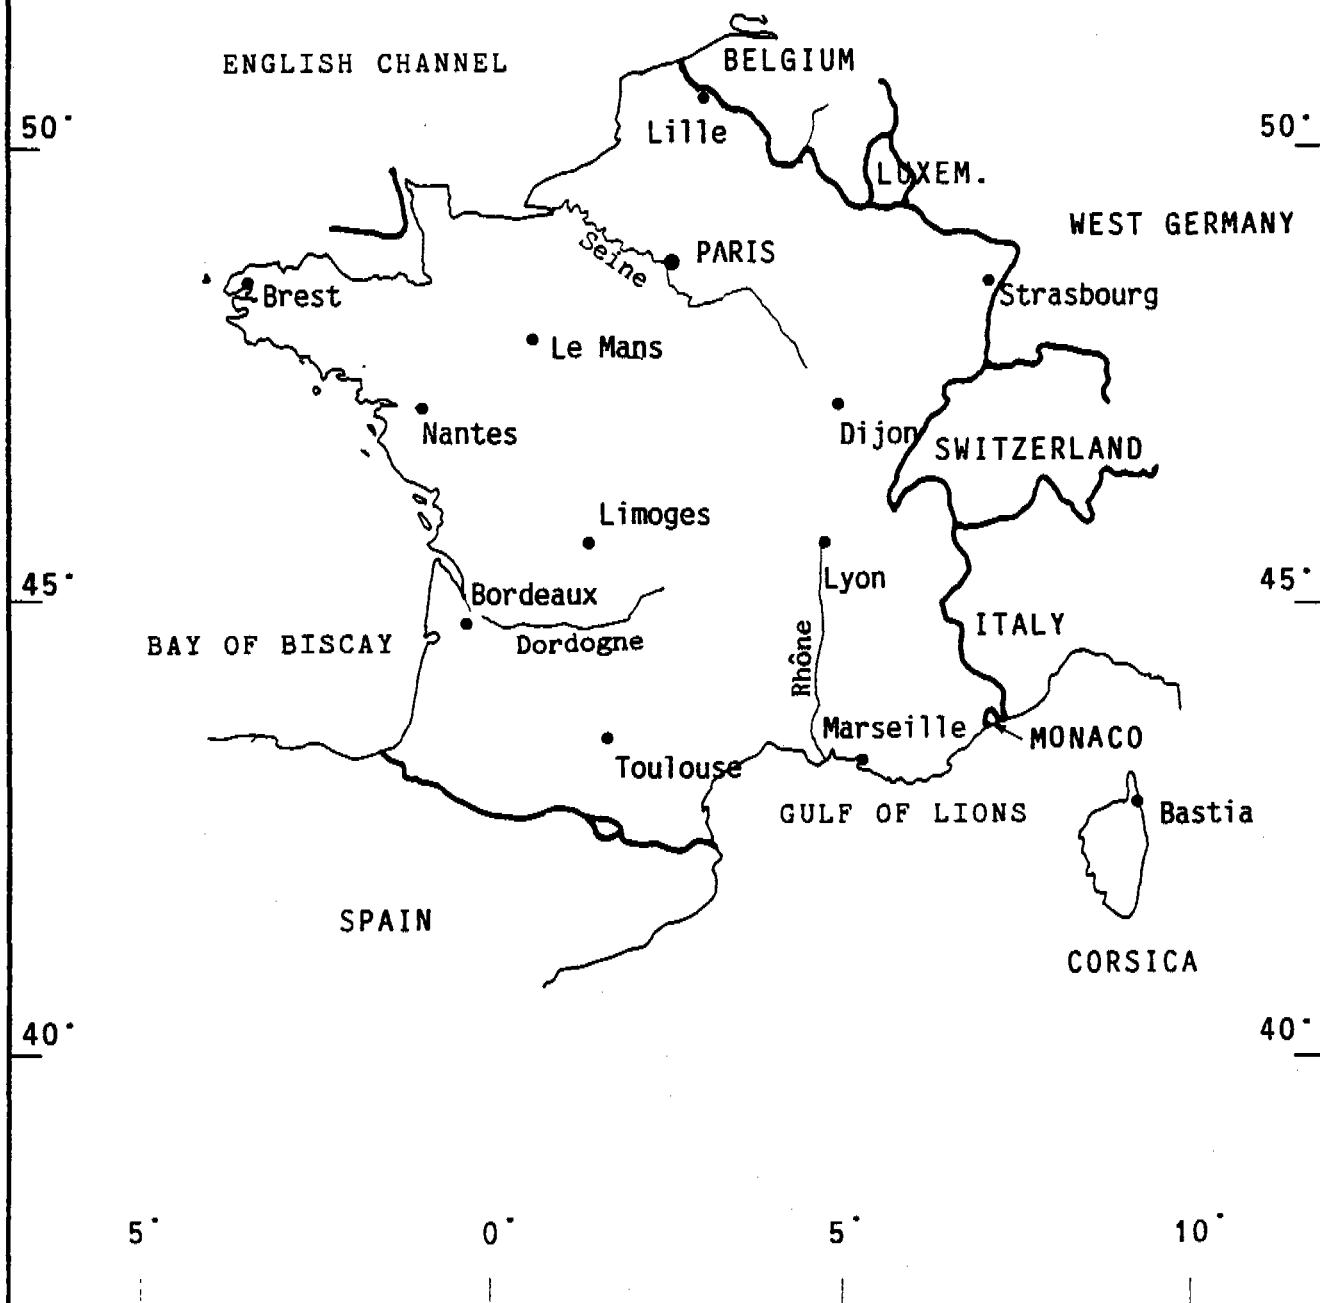 ENGLISH CHANNEL
BELGIUM
50°
50°
Lille
LUXEM.
WEST GERMANY
Seine
PARIS
Brest
Strasbourg
Le Mans
Nantes
Dijon
SWITZERLAND
Limoges
45°
Lyon
45°
Bordeaux
ITALY
BAY OF BISCAY
Dordogne
Rhône
Marseille
MONACO
Toulouse
GULF OF LIONS
Bastia
SPAIN
CORSICA
40°
40°
5°
0°
5°
10°